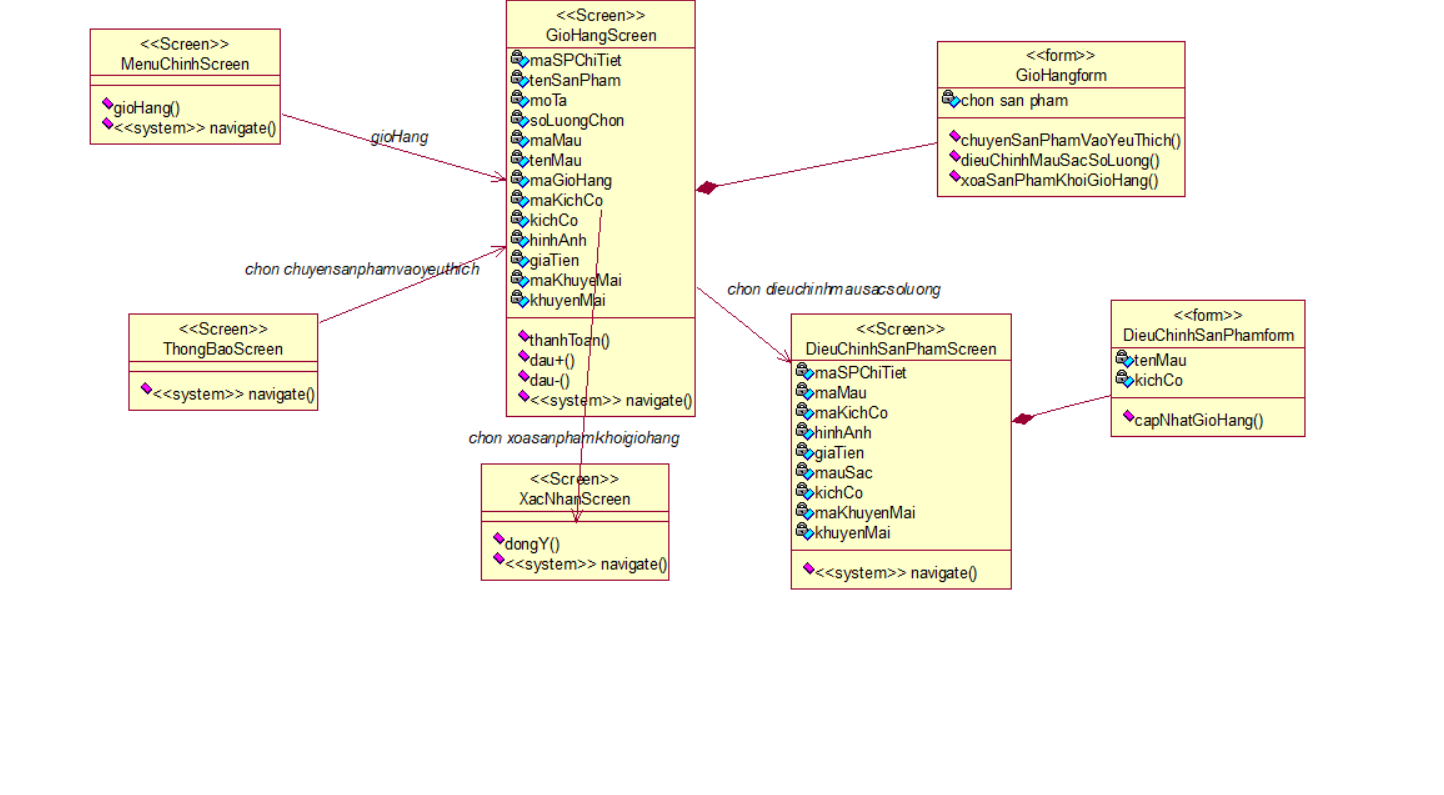 <<Screen>>
MenuChinhScreen
gioHang()
<<system>> navigate()
gioHang
<<Screen>>
GioHangScreen
maSPChiTiet
tenSanPham
moTa
soLuongChon
maMau
tenMau
maGioHang
maKichCo
kichCo
hinhAnh
giaTien
maKhuyeMai
khuyenMai
thanhToan()
dau+()
dau-()
<<system>> navigate()
<<form>>
GioHangform
chon san pham
chuyenSanPhamVaoYeuThich()
dieuChinhMauSacSoLuong()
xoaSanPhamKhoiGioHang()
chon chuyensanphamvaoyeuthich
<<Screen>>
ThongBaoScreen
<<system>> navigate()
chon xoasanphamkhoigiohang
<<Screen>>
XacNhanScreen
dongY()
<<system>> navigate()
chon dieuchinhmausacsoluong
<<Screen>>
DieuChinhSanPhamScreen
maSPChiTiet
maMau
maKichCo
hinhAnh
giaTien
mauSac
kichCo
maKhuyenMai
khuyenMai
<<system>> navigate()
<<form>>
DieuChinhSanPhamform
tenMau
kichCo
capNhatGioHang()